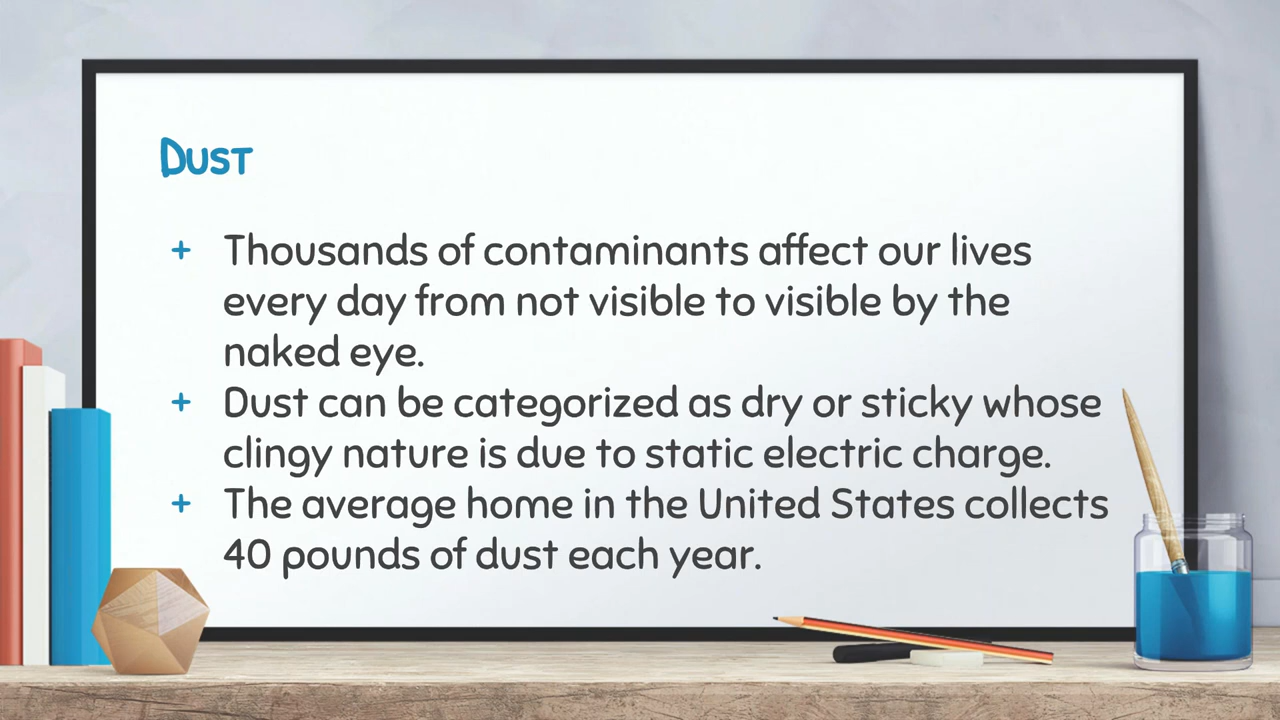 Dust
+ Thousands of contaminants affect our lives
every day from not visible to visible by the
naked eye.
+ Dust can be categorized as dry or sticky whose
clingy nature is due to static electric charge.
+ The average home in the United States collects
40 pounds of dust each year.